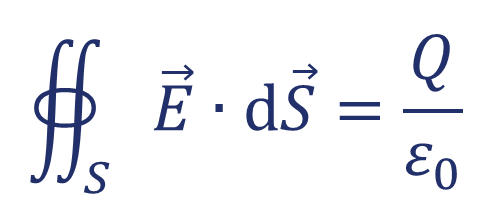 ∯_S E⃗ · dS⃗ = Q/ε₀